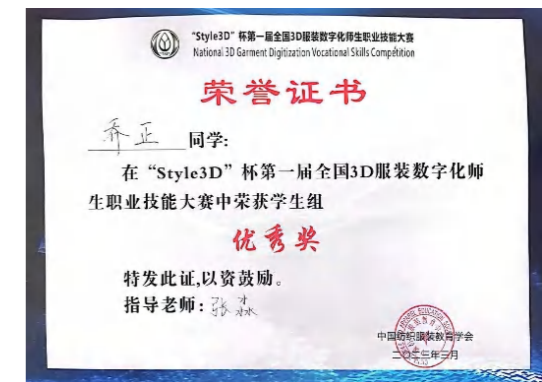 "Style3D"杯第一届全国3D服装数字化师生职业技能大赛
National 3D Garment Digitization Vocational Skills Competition
荣誉证书
乔正 同学:
在“Style3D”杯第一届全国3D服装数字化师
生职业技能大赛中荣获学生组
优秀奖
特发此证,以资鼓励。
指导老师:张
中国纺织服装教育学会
二〇二三年三月